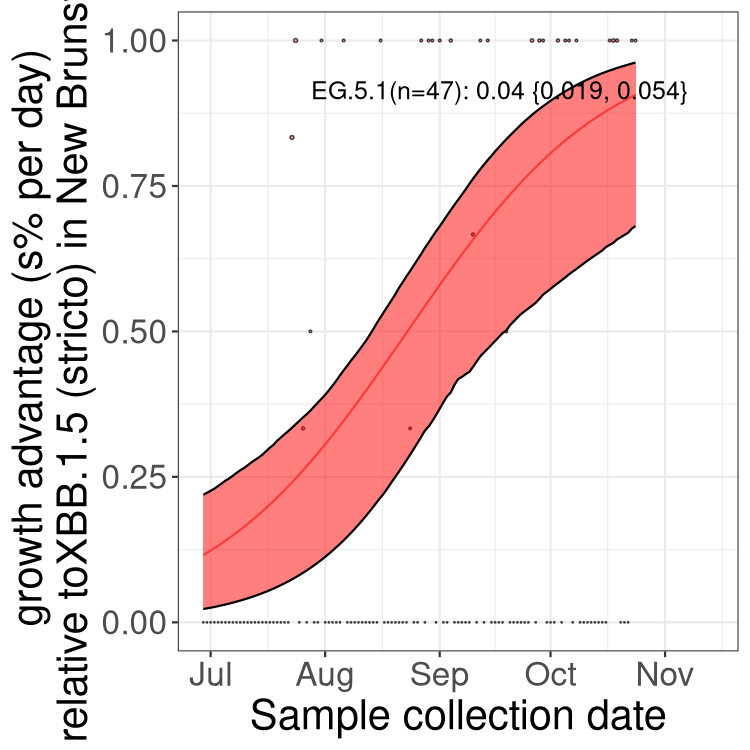 growth advantage (s% per day)
relative toXBB.1.5 (stricto) in New
1.00
0.75
0.50
0.25
0.00
EG.5.1(n=47): 0.04 {0.019, 0.054}
Jul Aug Sep Oct Nov
Sample collection date